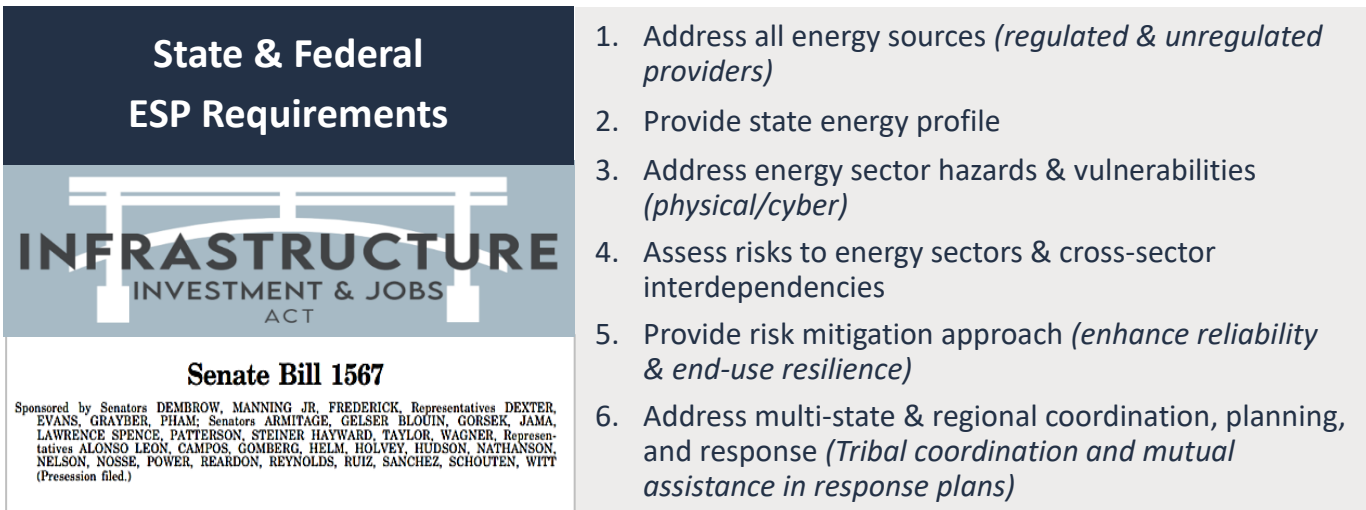 State & Federal
ESP Requirements
INFRASTRUCTURE
INVESTMENT & JOBS
ACT
Senate Bill 1567
Sponsored by Senators DEMBROW, MANNING JR, FREDERICK, Representatives DEXTER,
EVANS, GRAYBER, PHAM; Senators ARMITAGE, GELSER BLOUIN, GORSEK, JAMA,
LAWRENCE SPENCE, PATTERSON, STEINER HAYWARD, TAYLOR, WAGNER, Represen-
tatives ALONSO LEON, CAMPOS, GOMBERG, HELM, HOLVEY, HUDSON, NATHANSON,
NELSON, NOSSE, POWER, REARDON, REYNOLDS, RUIZ, SANCHEZ, SCHOUTEN, WITT
(Presession filed.)
1. Address all energy sources (regulated & unregulated
providers)
2. Provide state energy profile
3. Address energy sector hazards & vulnerabilities
(physical/cyber)
4. Assess risks to energy sectors & cross-sector
interdependencies
5. Provide risk mitigation approach (enhance reliability
& end-use resilience)
6. Address multi-state & regional coordination, planning,
and response (Tribal coordination and mutual
assistance in response plans)